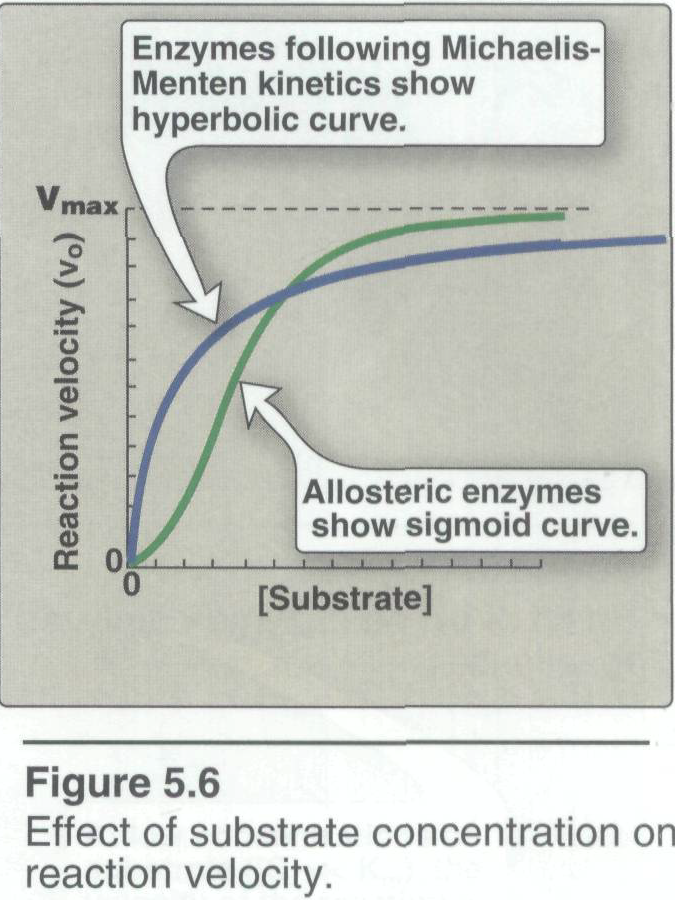 Enzymes following Michaelis-
Menten kinetics show
hyperbolic curve.
Vmax
Reaction velocity (vo)
Allosteric enzymes
show sigmoid curve.
0
0
[Substrate]
Figure 5.6
Effect of substrate concentration on
reaction velocity.